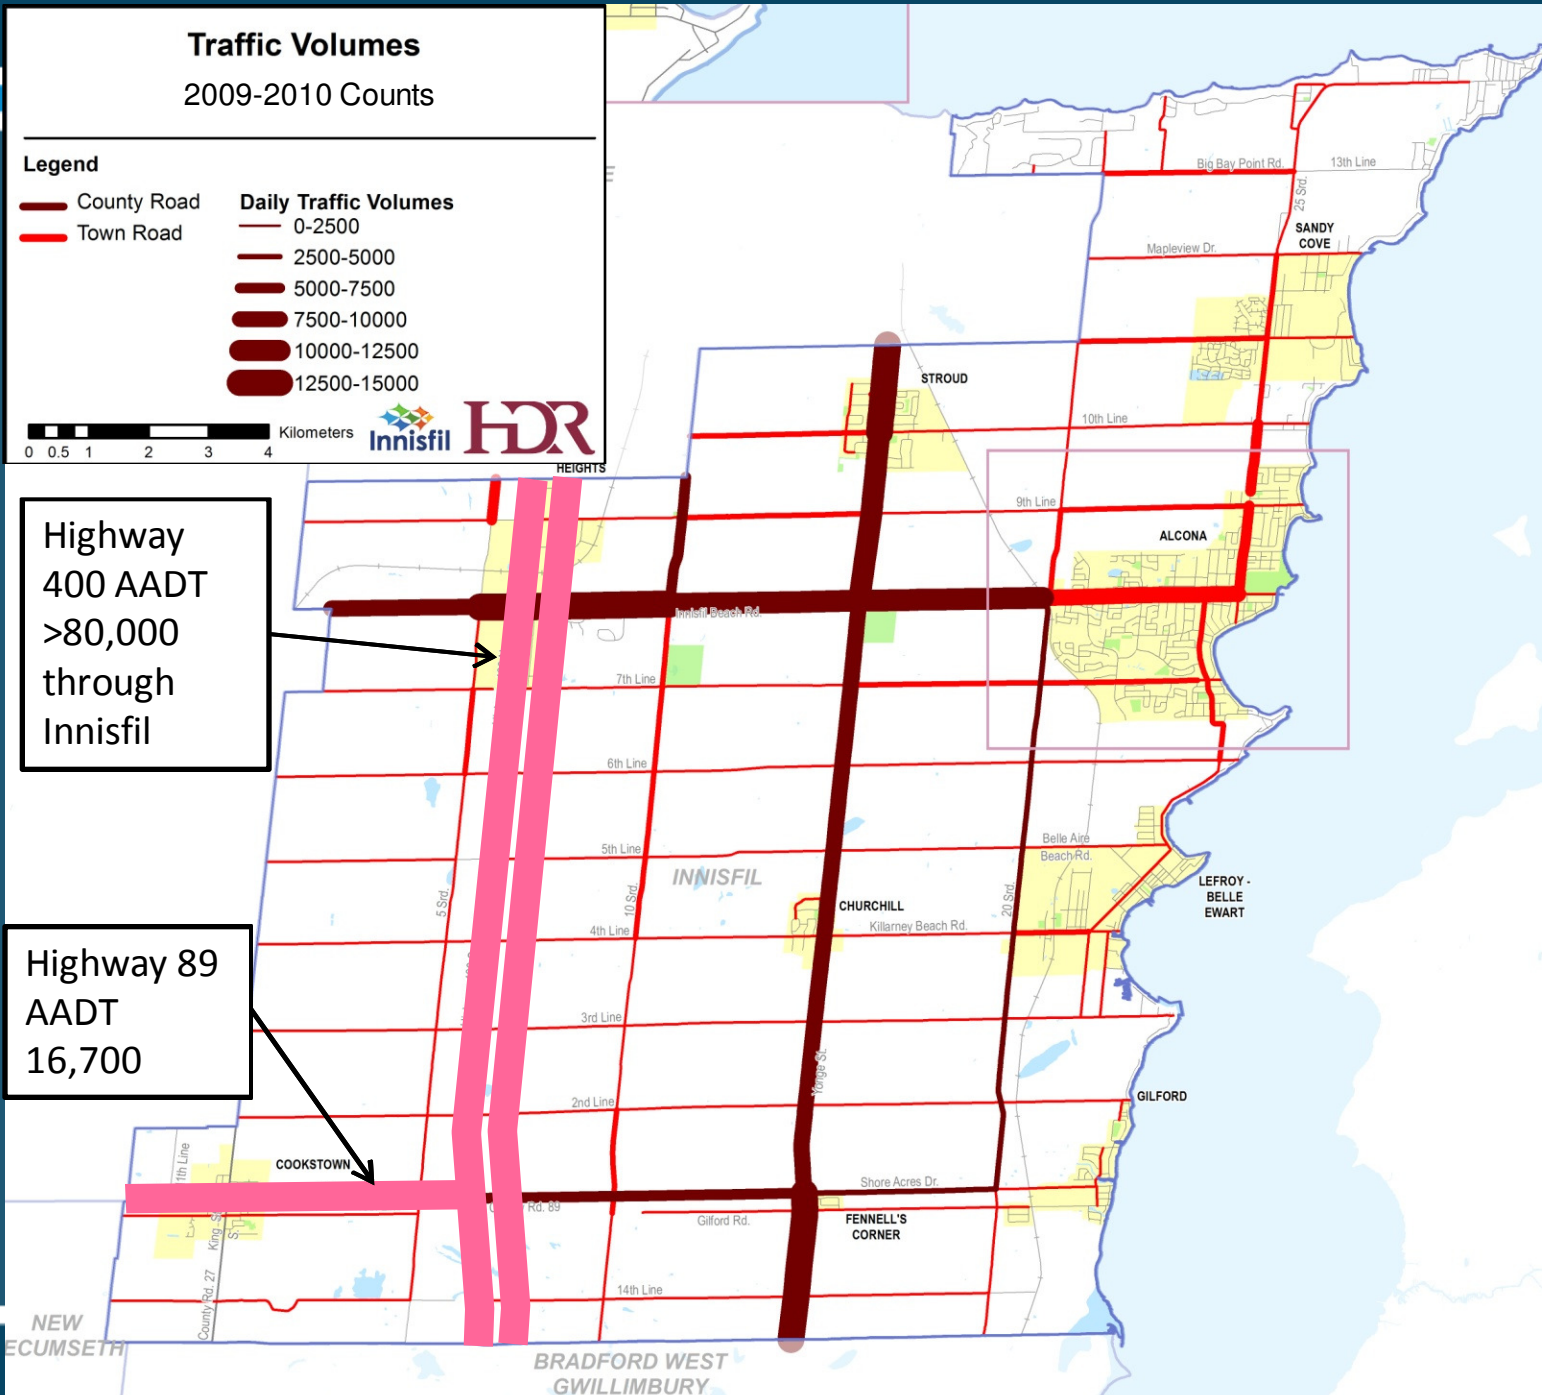 Traffic Volumes
2009-2010 Counts
Legend
County Road
Town Road
Daily Traffic Volumes
0-2500
2500-5000
5000-7500
7500-10000
10000-12500
12500-15000
Kilometers
0 0.5 1 2 3 4
Innisfil
HDR
HEIGHTS
Highway
400 AADT
>80,000
through
Innisfil
Highway 89
AADT
16,700
Big Bay Point Rd.
13th Line
25 Srd.
SANDY
COVE
Mapleview Dr.
STROUD
10th Line
9th Line
ALCONA
Innisfil Beach Rd.
7th Line
6th Line
5th Line
Belle Aire
Beach Rd.
INNISFIL
5 Srd.
10 Srd.
20 Srd.
LEFROY -
BELLE
EWART
CHURCHILL
Killarney Beach Rd.
4th Line
3rd Line
Yonge St.
2nd Line
GILFORD
COOKSTOWN
Shore Acres Dr.
Rd. 89
Gilford Rd.
FENNELL'S
CORNER
14th Line
County Rd. 27
NEW
ECUMSETH
BRADFORD WEST
GWILLIMBURY